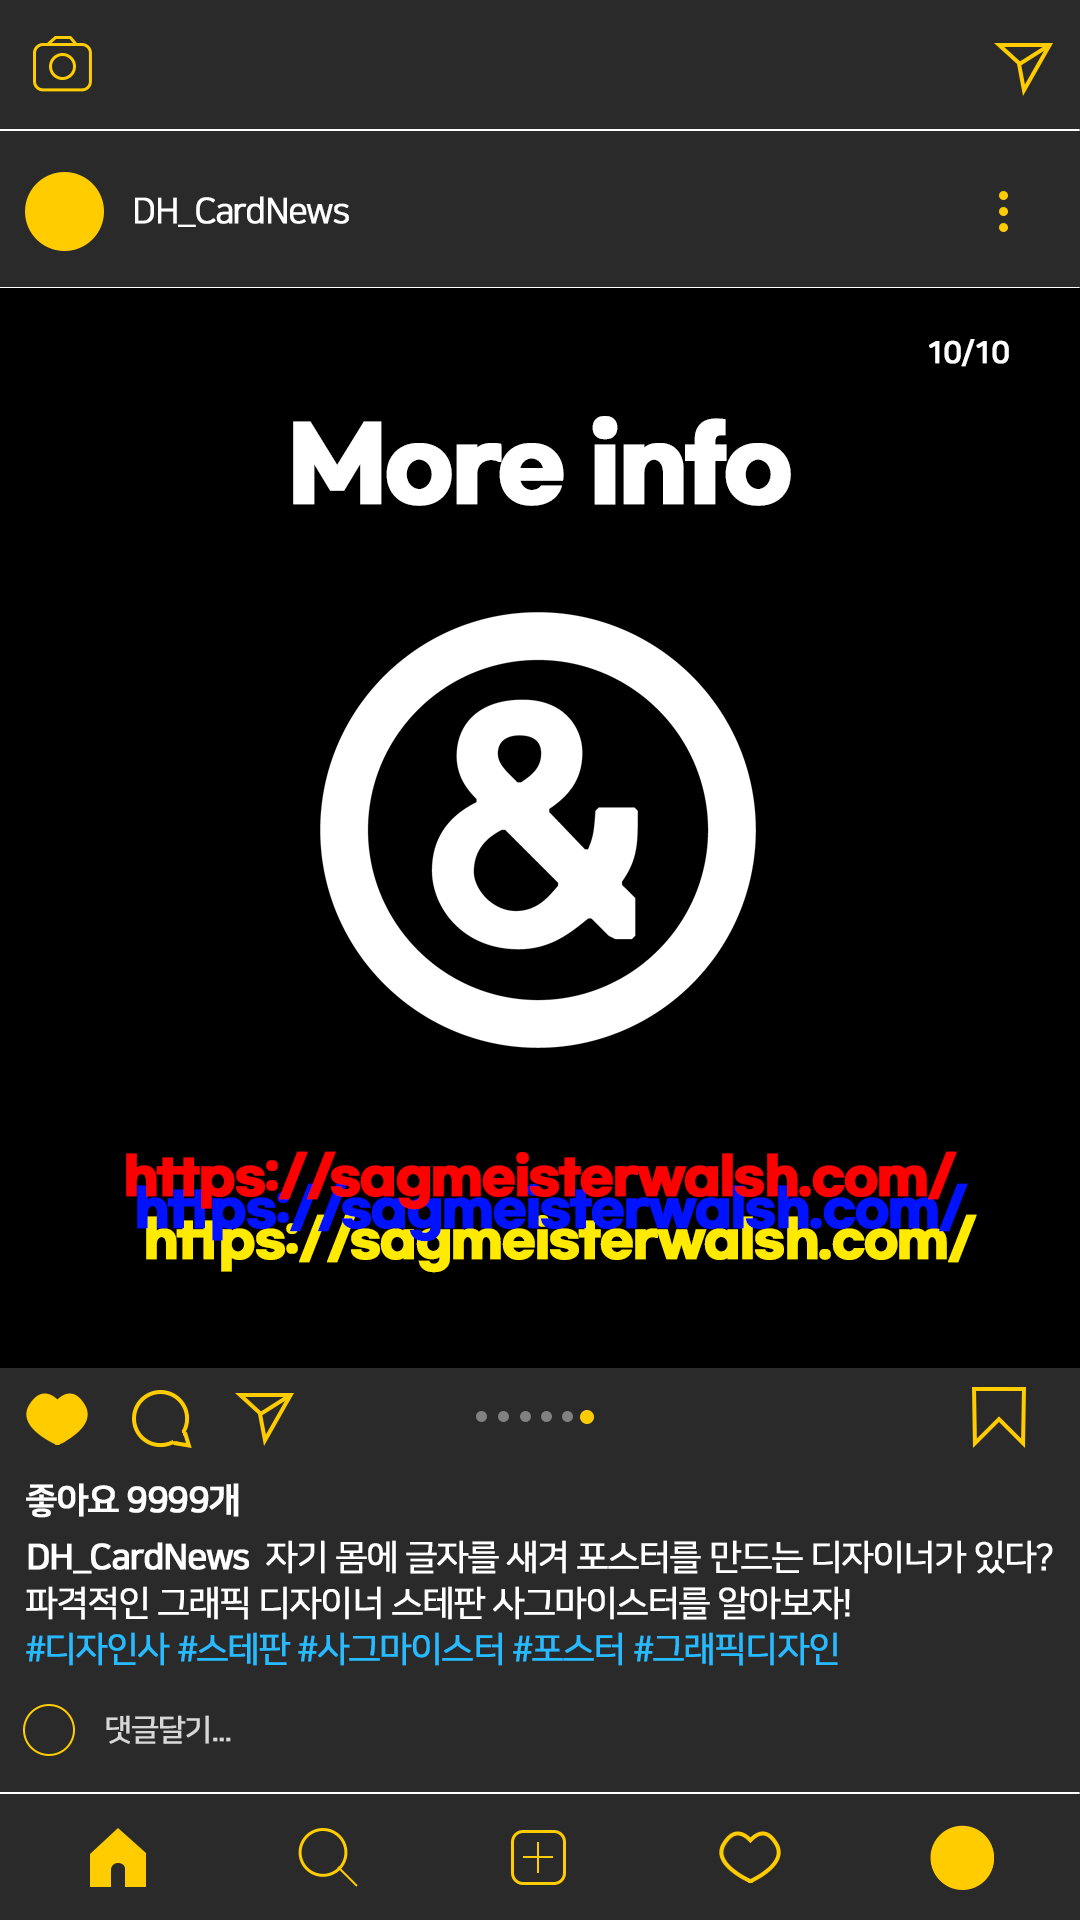 DH_CardNews
10/10
More info
&
https://sagmeisterwalsh.com/
https://sagmeisterwalsh.com/
https://sagmeisterwalsh.com/
좋아요 9999개
DH_CardNews 자기 몸에 글자를 새겨 포스터를 만드는 디자이너가 있다?
파격적인 그래픽 디자이너 스테판 사그마이스터를 알아보자!
#디자인사 #스테판 #사그마이스터 #포스터 #그래픽디자인
댓글달기...